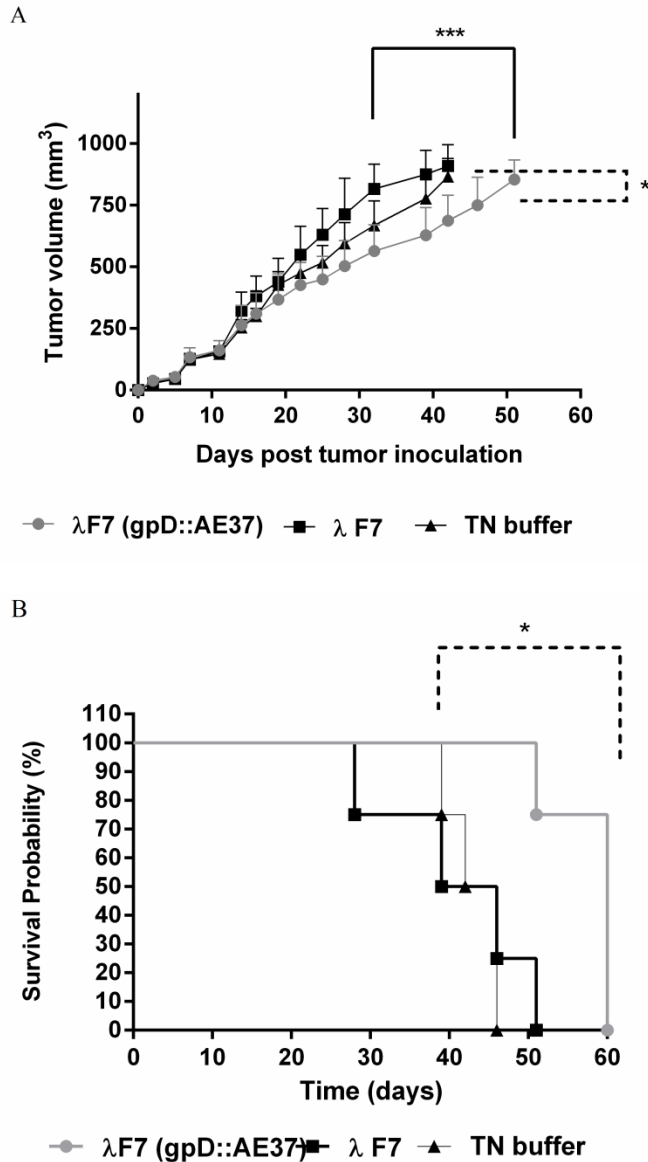 A
***
*
1000
750
500
250
0
0 10 20 30 40 50 60
Tumor volume (mm³)
Days post tumor inoculation
λF7 (gpD::AE37) λ F7 TN buffer
B
*
110
100
90
80
70
60
50
40
30
20
10
0
0 10 20 30 40 50 60
Survival Probability (%)
Time (days)
λF7 (gpD::AE37) λ F7 TN buffer